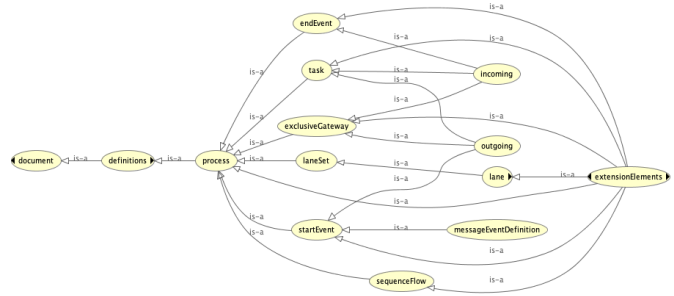 is-a
endEvent
is-a
is-a
is-a
task
is-a
is-a
incoming
is-a
is-a
exclusiveGateway
is-a
outgoing
is-a
document
is-a
definitions
is-a
process
is-a
laneSet
is-a
lane
is-a
extensionElements
is-a
is-a
is-a
is-a
startEvent
is-a
messageEventDefinition
is-a
sequenceFlow
is-a